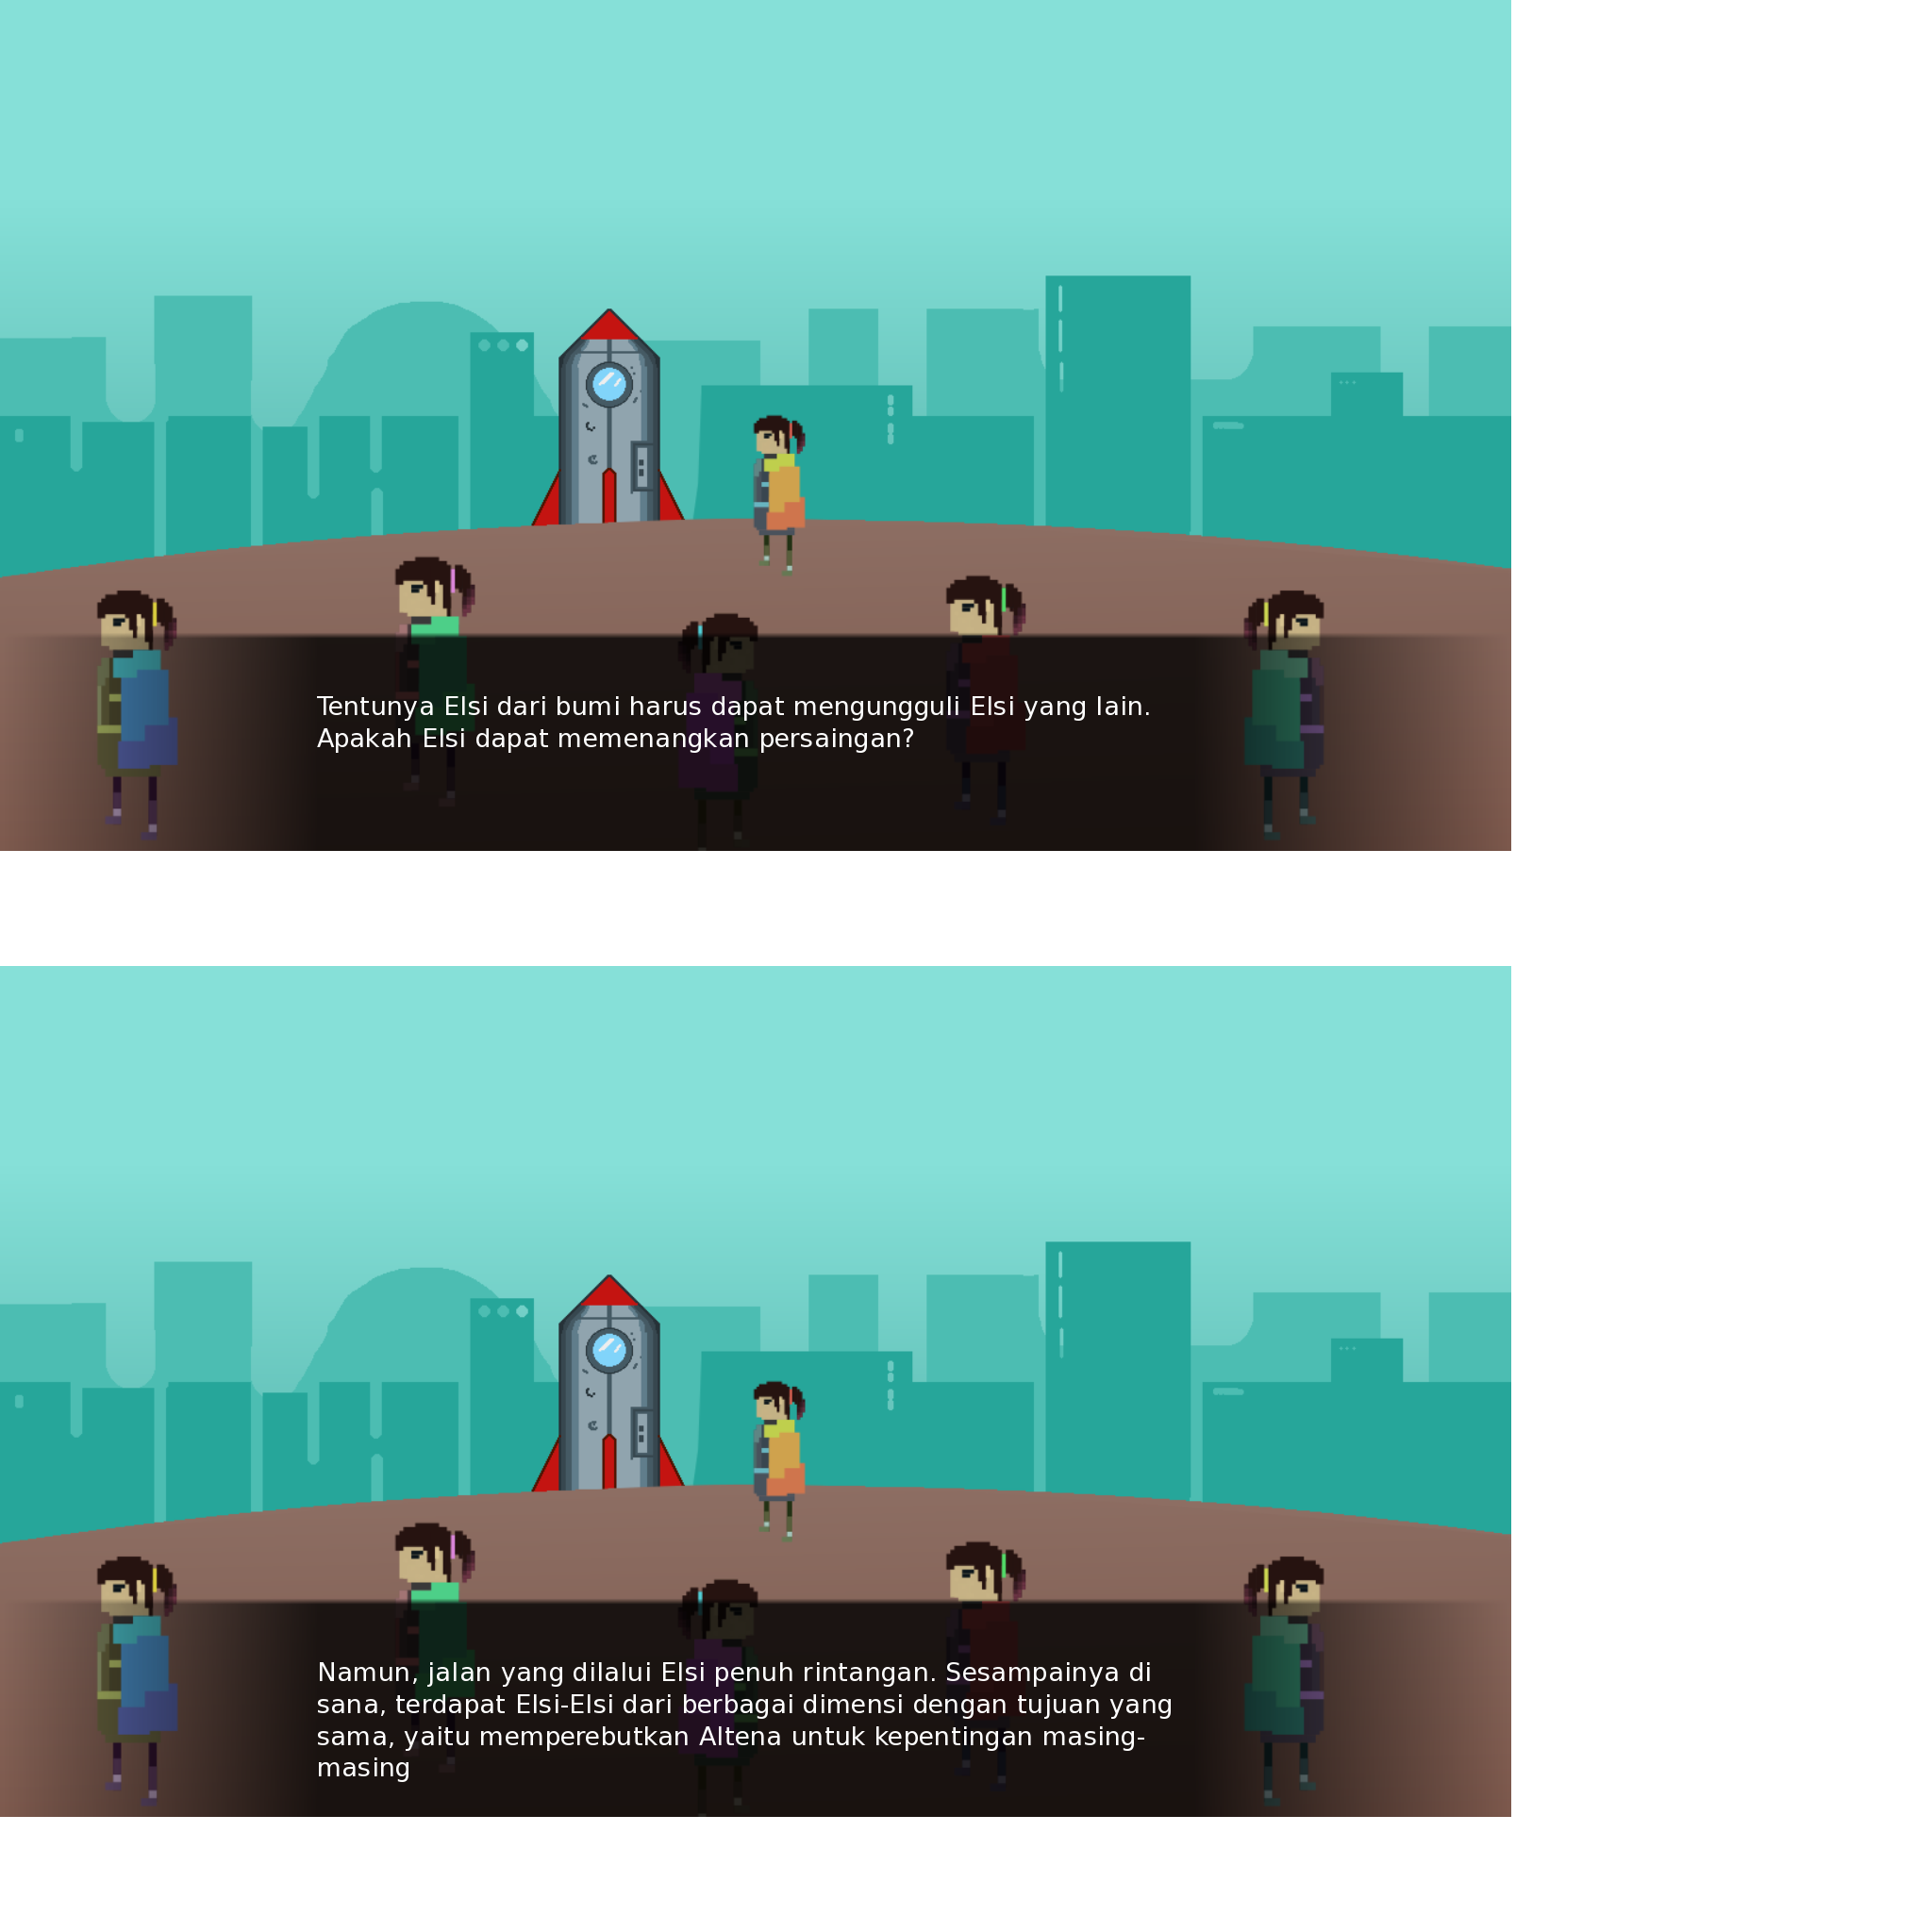 Tentunya Elsi dari bumi harus dapat mengungguli Elsi yang lain.
Apakah Elsi dapat memenangkan persaingan?
Namun, jalan yang dilalui Elsi penuh rintangan. Sesampainya di
sana, terdapat Elsi-Elsi dari berbagai dimensi dengan tujuan yang
sama, yaitu memperebutkan Altena untuk kepentingan masing-
masing